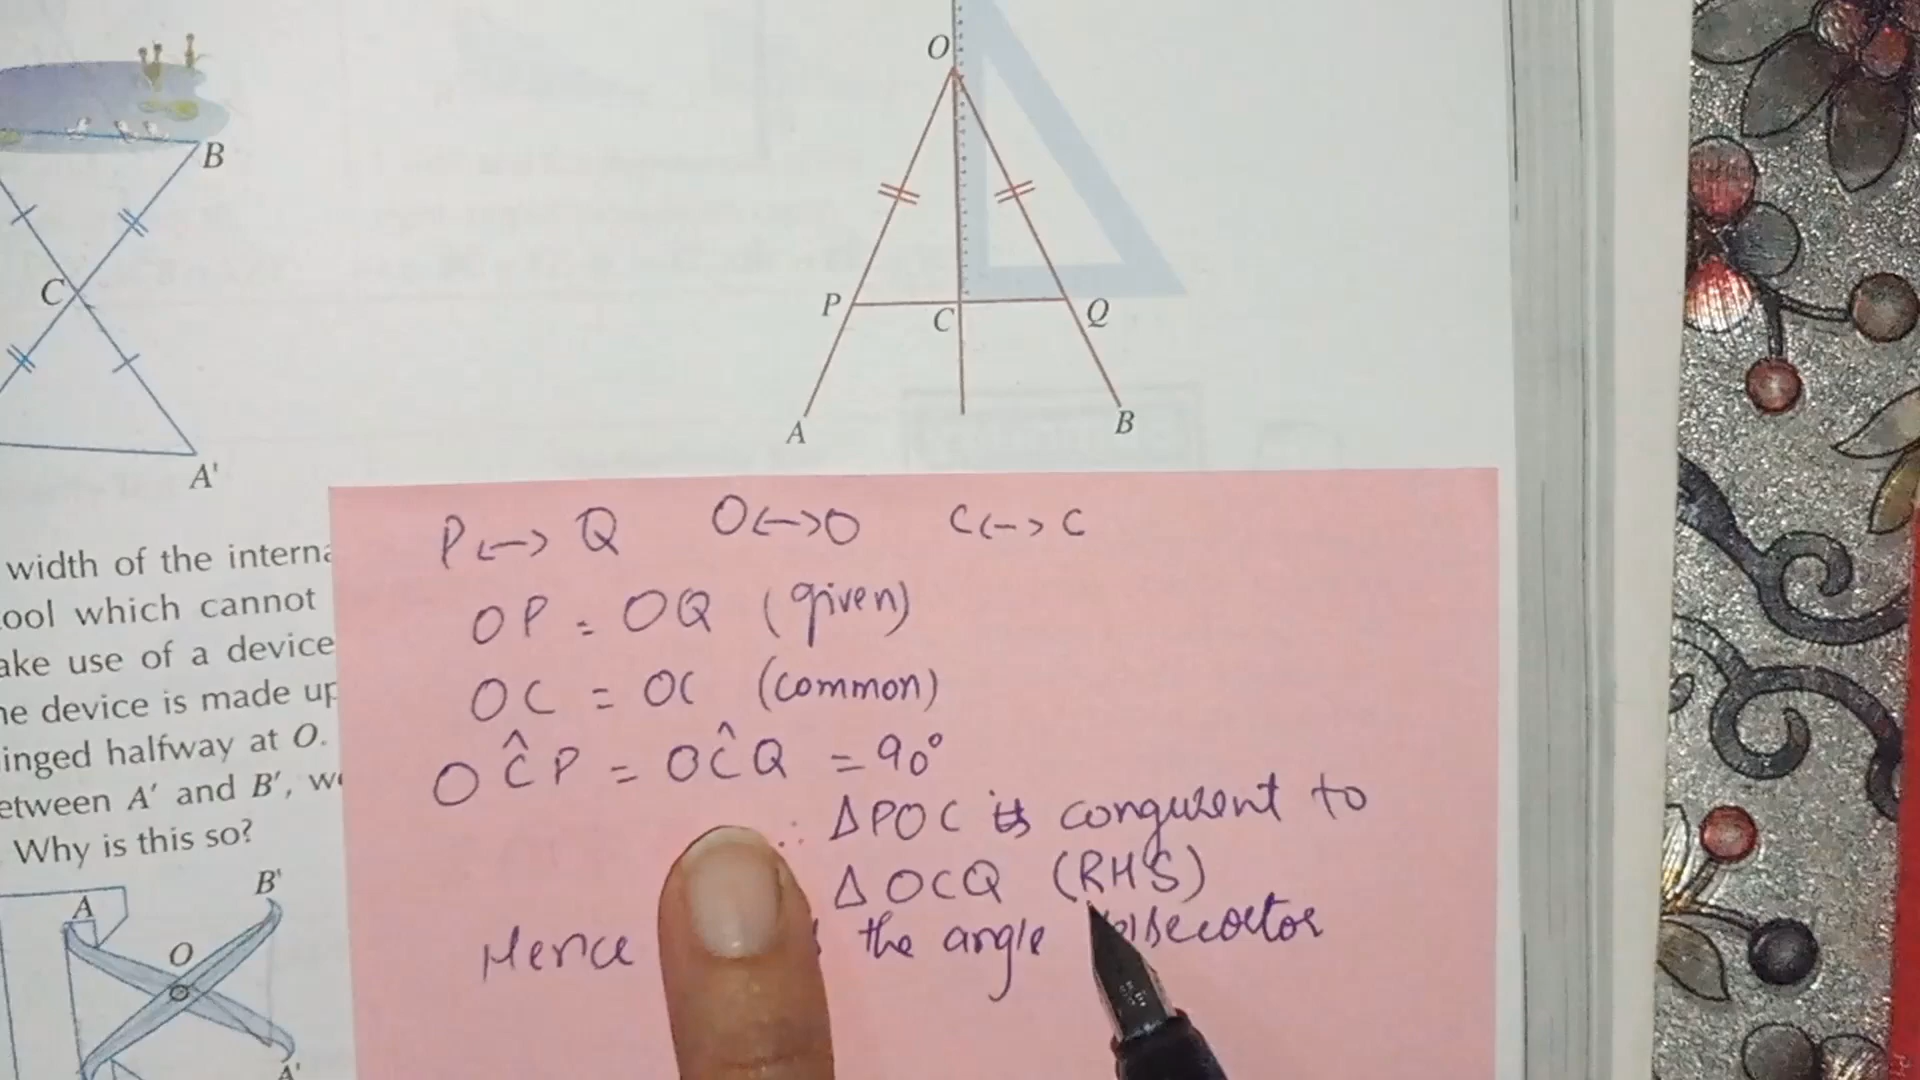 B
C
A'
O
P
C
Q
A
B
width of the interna
ool which cannot
ake use of a device
e device is made up
inged halfway at O.
etween A' and B', we
Why is this so?
A
B'
O
A'
P <-> Q O <-> O C <-> C
OP = OQ (given)
OC = OC (common)
OĈP = OĈQ = 90°
∴ ΔPOC is
to
Δ OCQ (RHS)
Hence the angle